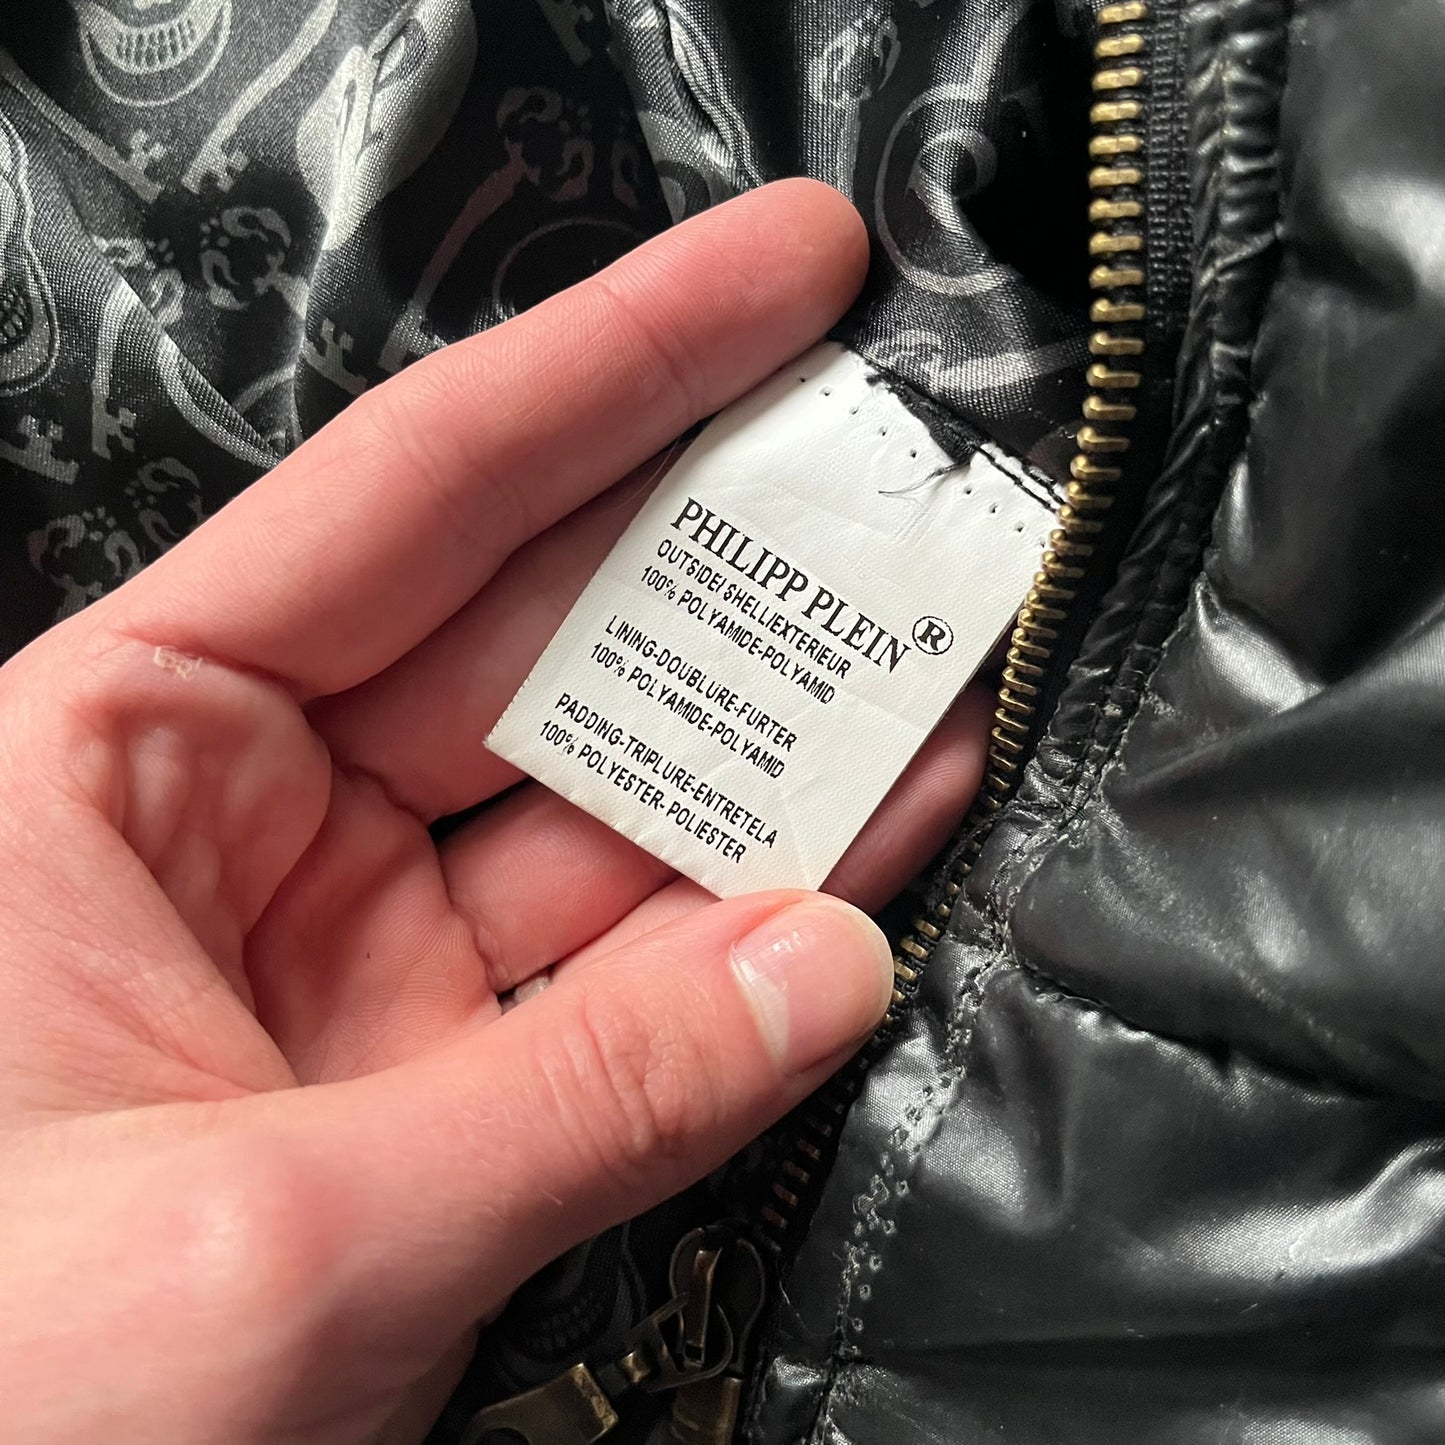 PHILIPP PLEIN®
OUTSIDE/SHELL/EXTERIEUR
100% POLYAMIDE-POLYAMID
LINING-DOUBLURE-FURTER
100% POLYAMIDE-POLYAMID
PADDING-TRIPLURE-ENTRETELA
100% POLYESTER-POLIESTER